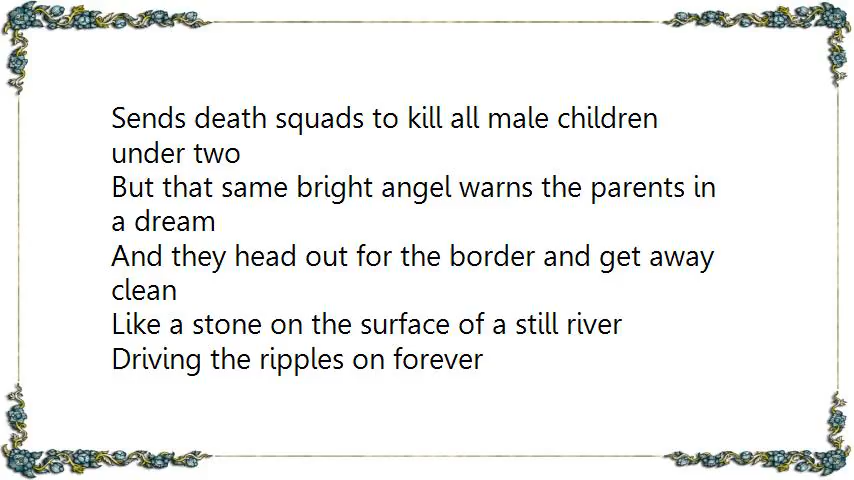 Sends death squads to kill all male children
under two
But that same bright angel warns the parents in
a dream
And they head out for the border and get away
clean
Like a stone on the surface of a still river
Driving the ripples on forever